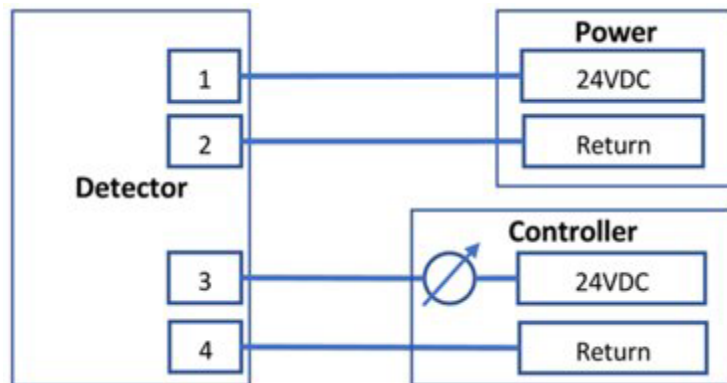 Power
1
24VDC
2
Return
Detector
Controller
3
24VDC
4
Return